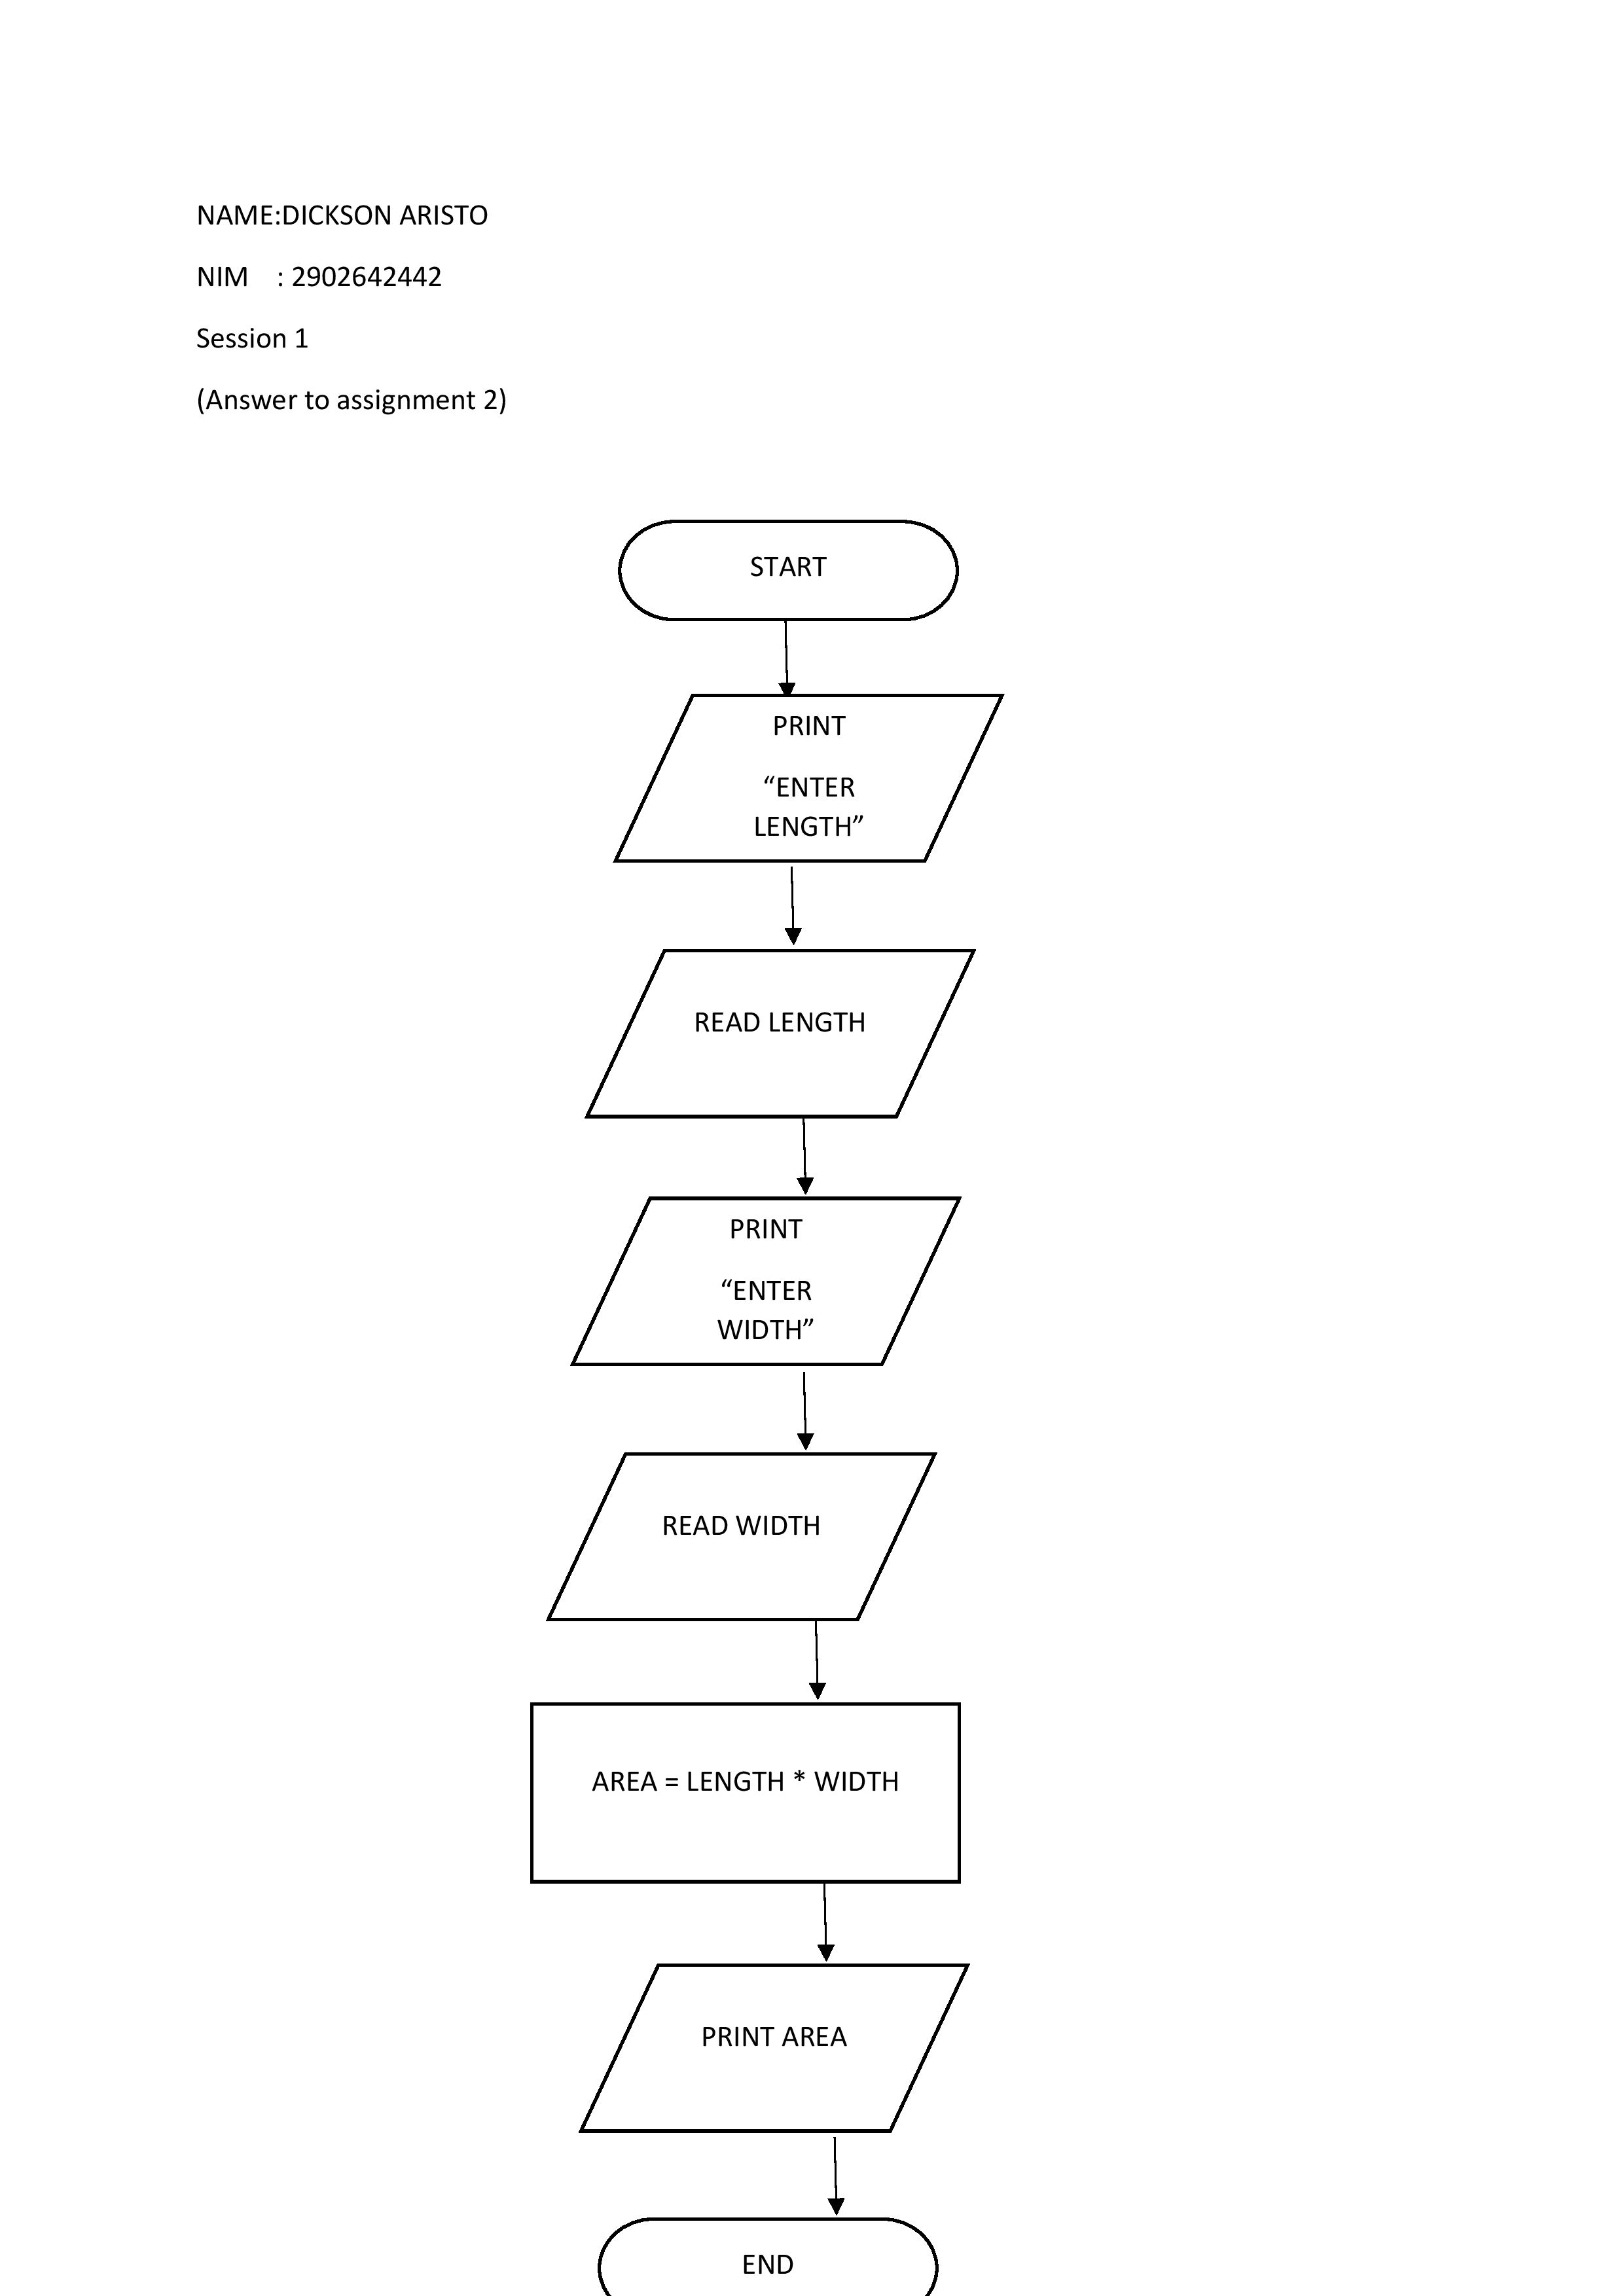 NAME:DICKSON ARISTO
NIM    : 2902642442
Session 1
(Answer to assignment 2)
START
PRINT
“ENTER
LENGTH”
READ LENGTH
PRINT
“ENTER
WIDTH”
READ WIDTH
AREA = LENGTH * WIDTH
PRINT AREA
END